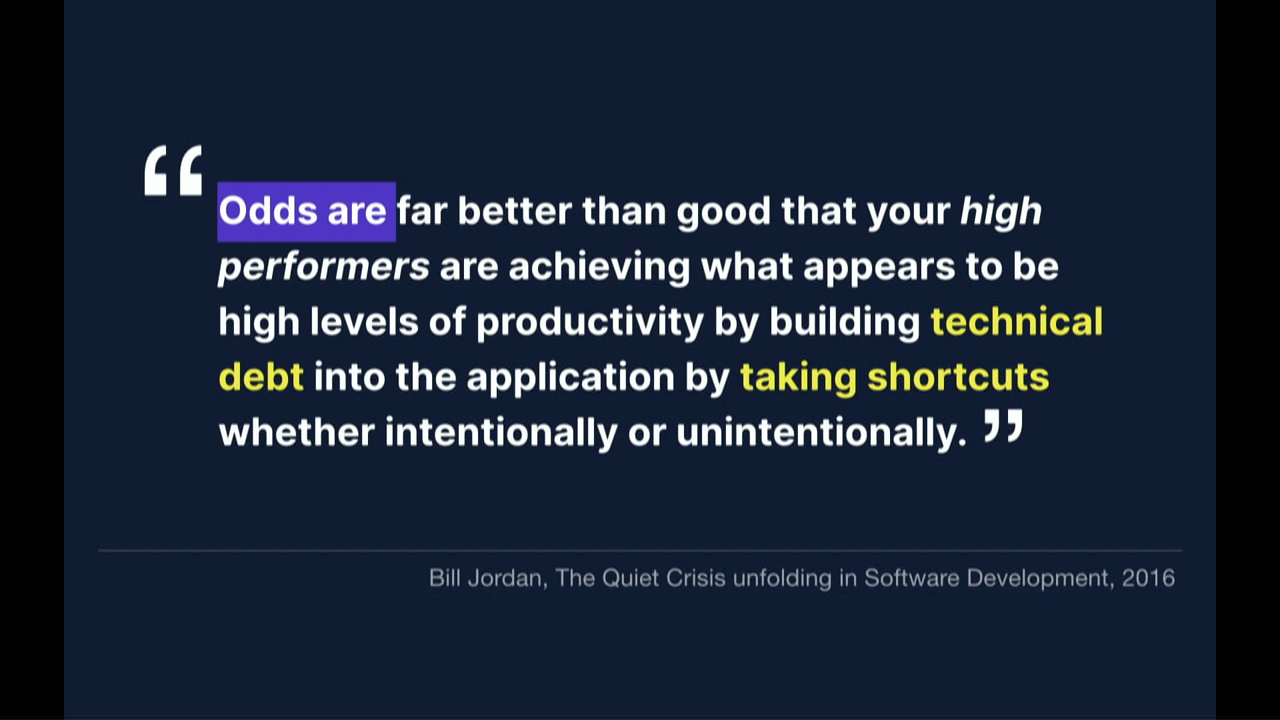 “Odds are far better than good that your high
performers are achieving what appears to be
high levels of productivity by building technical
debt into the application by taking shortcuts
whether intentionally or unintentionally.”
Bill Jordan, The Quiet Crisis unfolding in Software Development, 2016